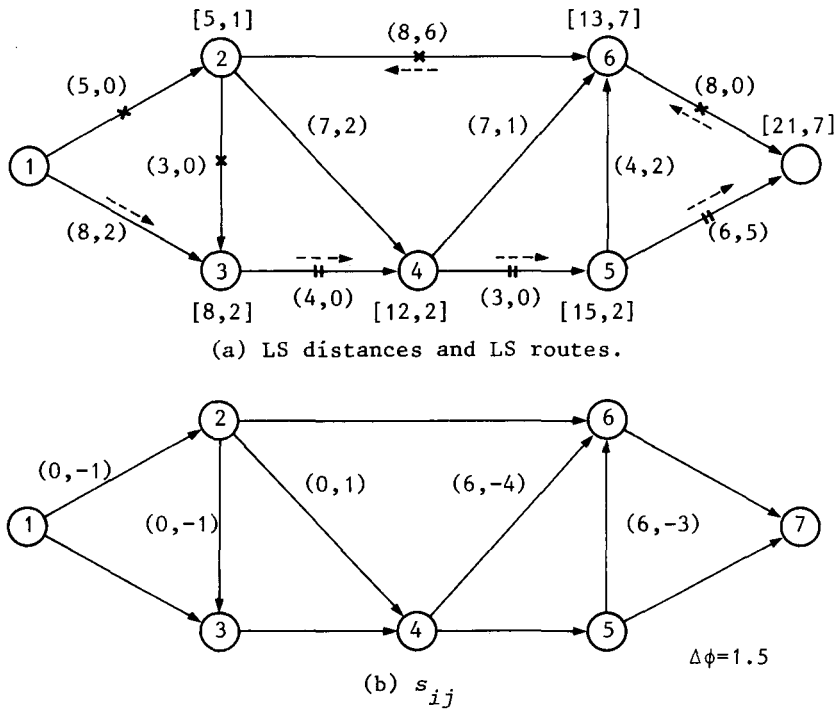 [5,1] (8,6) [13,7]
2 6
(5,0) (8,0)
[21,7]
(7,2) (7,1)
1 (3,0) (4,2)
(8,2) (6,5)
3 4 5
(4,0) (3,0)
[8,2] [12,2] [15,2]
(a) LS distances and LS routes.
2 6
(0,-1) (0,1) (6,-4)
1 (0,-1) (6,-3) 7
3 4 5
Δφ=1.5
(b) s_{ij}